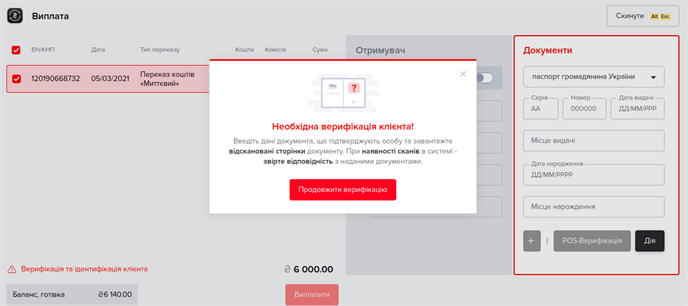 Виплата
Скинути Alt Esc
ЕН/КНП Дата Тип переказу Кошти Комісія Сума
120190668732 05/03/2021 Переказ коштів
«Миттєвий»
Отримувач
Необхідна верифікація клієнта!
Введіть дані документа, що підтверджують особу та завантажте
відскановані сторінки документу. При наявності сканів в системі -
звірте відповідність з наданими документами.
Продовжити верифікацію
Документи
паспорт громадянина України
Серія Номер Дата видачі
АА 000000 ДД/ММ/РРР
Місце видачі
Дата народження
ДД/ММ/РРРР
Місце нарождення
+ | POS-Верифікація Дія
Верифікація та ідентифікація клієнта ₴ 6 000.00
Баланс, готівка ₴6 140.00 Виплатити